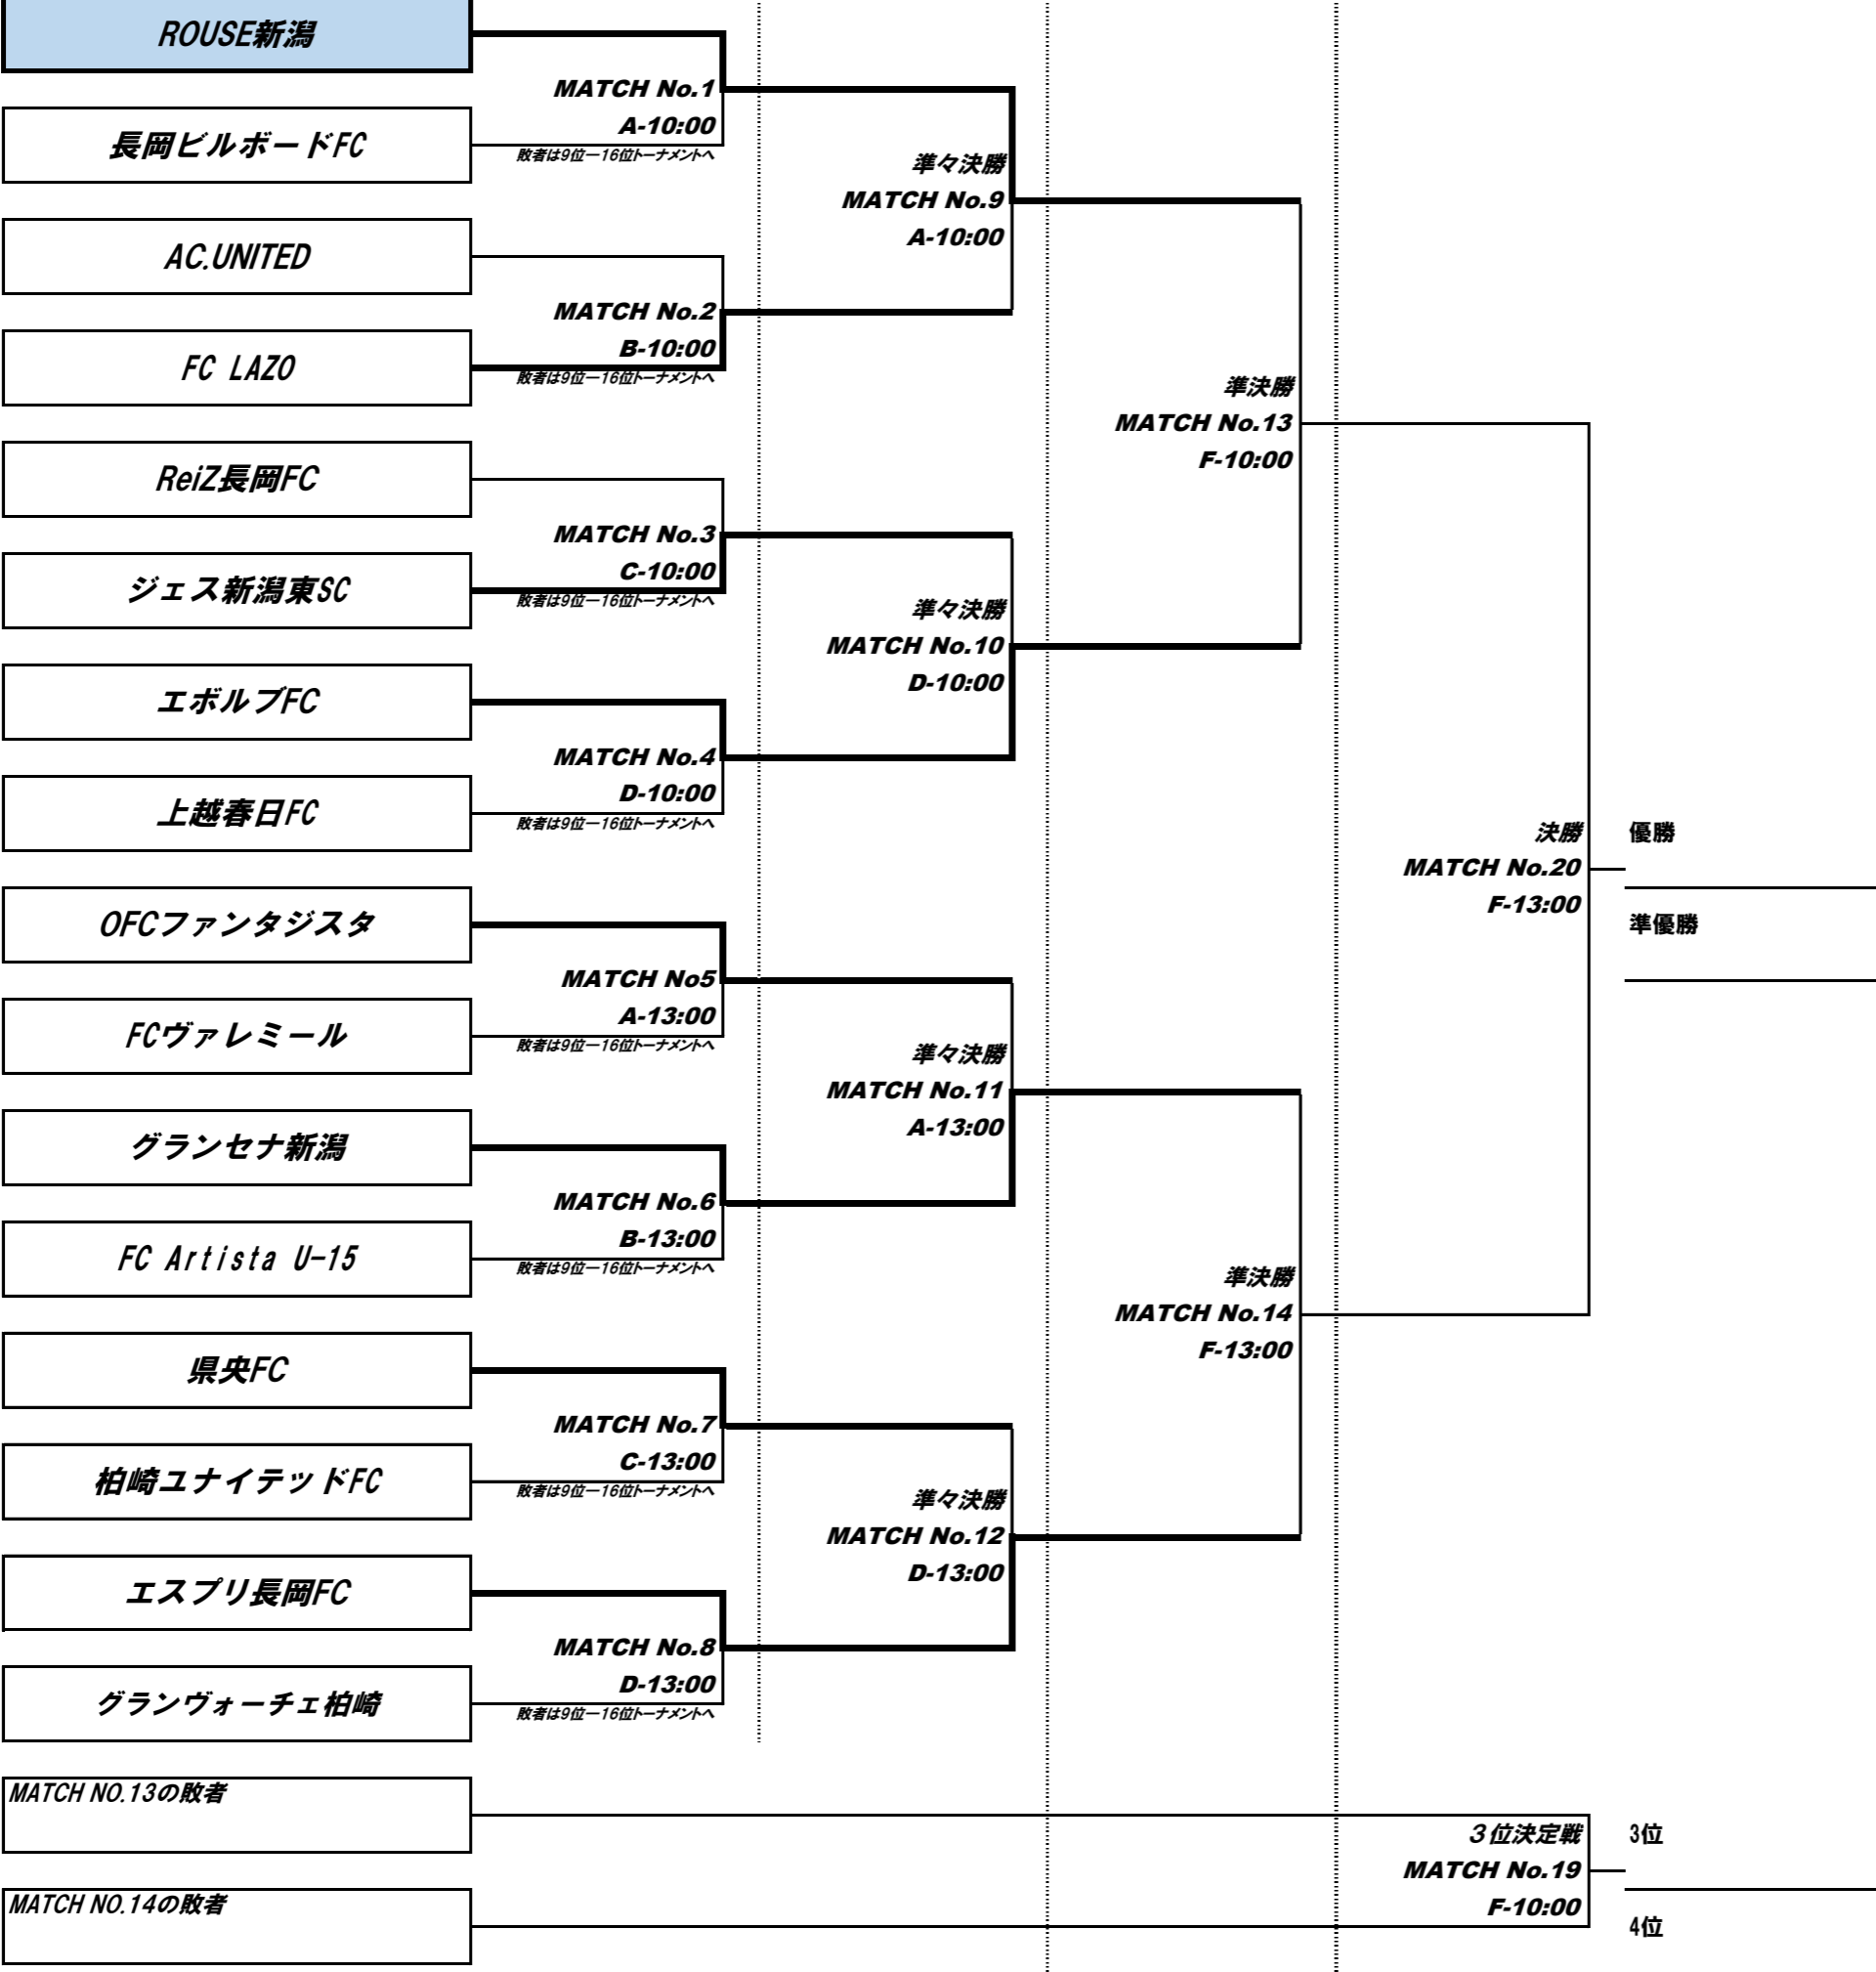 ROUSE新潟
MATCH No.1
A-10:00
敗者は9位ー16位トーナメントへ
長岡ビルボードFC
準々決勝
MATCH No.9
A-10:00
AC.UNITED
MATCH No.2
B-10:00
敗者は9位ー16位トーナメントへ
FC LAZO
準決勝
MATCH No.13
F-10:00
ReiZ長岡FC
MATCH No.3
C-10:00
敗者は9位ー16位トーナメントへ
ジェス新潟東SC
準々決勝
MATCH No.10
D-10:00
エボルブFC
MATCH No.4
D-10:00
敗者は9位ー16位トーナメントへ
上越春日FC
決勝
MATCH No.20
F-13:00
優勝
準優勝
OFCファンタジスタ
MATCH No5
A-13:00
敗者は9位ー16位トーナメントへ
FCヴァレミール
準々決勝
MATCH No.11
A-13:00
グランセナ新潟
MATCH No.6
B-13:00
敗者は9位ー16位トーナメントへ
FC Artista U-15
準決勝
MATCH No.14
F-13:00
県央FC
MATCH No.7
C-13:00
敗者は9位ー16位トーナメントへ
柏崎ユナイテッドFC
準々決勝
MATCH No.12
D-13:00
エスプリ長岡FC
MATCH No.8
D-13:00
敗者は9位ー16位トーナメントへ
グランヴォーチェ柏崎
MATCH NO.13の敗者
３位決定戦
MATCH No.19
F-10:00
3位
MATCH NO.14の敗者
4位